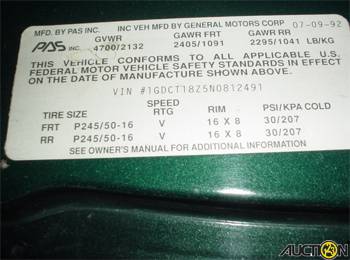 MFD. BY PAS INC. INC VEH MFD BY GENERAL MOTORS CORP 07-09-92
PAS INC. GVWR GAWR FRT GAWR RR
4700/2132 2405/1091 2295/1041 LB/KG
THIS VEHICLE CONFORMS TO ALL APPLICABLE U.S.
FEDERAL MOTOR VEHICLE SAFETY STANDARDS IN EFFECT
ON THE DATE OF MANUFACTURE SHOWN ABOVE.
VIN #1GDCT18Z5N0812491
TIRE SIZE SPEED RTG RIM PSI/KPA COLD
FRT P245/50-16 V 16 X 8 30/207
RR P245/50-16 V 16 X 8 30/207
SEE OWNER'S MANUAL FOR ADDITIONAL INFORMATION
AUCTION